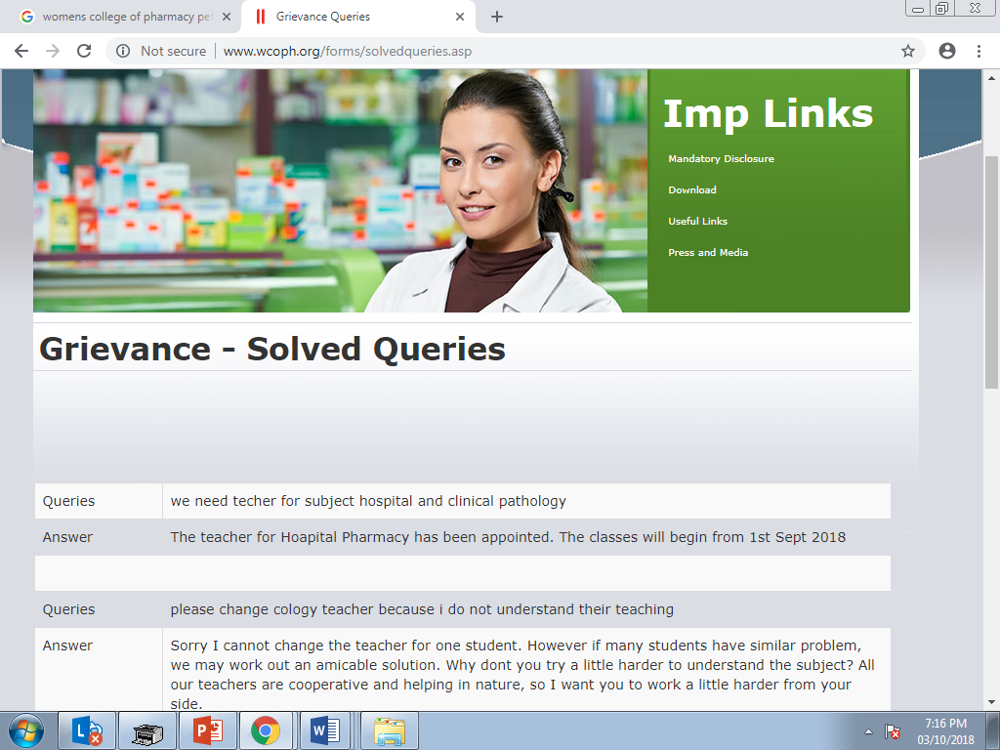 womens college of pharmacy pet
Grievance Queries
Not secure
www.wcoph.org/forms/solvedqueries.asp
Imp Links
Mandatory Disclosure
Download
Useful Links
Press and Media
Grievance - Solved Queries
Queries we need techer for subject hospital and clinical pathology
Answer The teacher for Hoapital Pharmacy has been appointed. The classes will begin from 1st Sept 2018
Queries please change cology teacher because i do not understand their teaching
Answer Sorry I cannot change the teacher for one student. However if many students have similar problem,
we may work out an amicable solution. Why dont you try a little harder to understand the subject? All
our teachers are cooperative and helping in nature, so I want you to work a little harder from your
side.
7:16 PM
03/10/2018